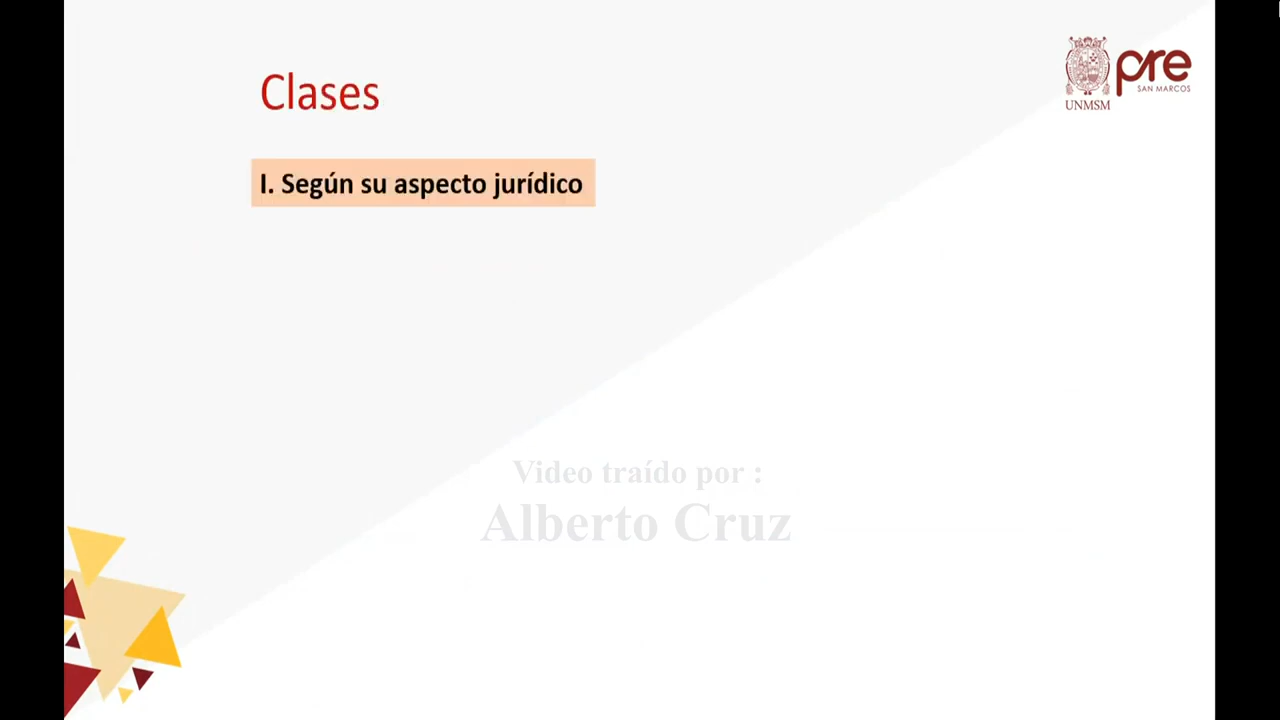 Clases
pre
SAN MARCOS
UNMSM
I. Según su aspecto jurídico
Video traído por :
Alberto Cruz